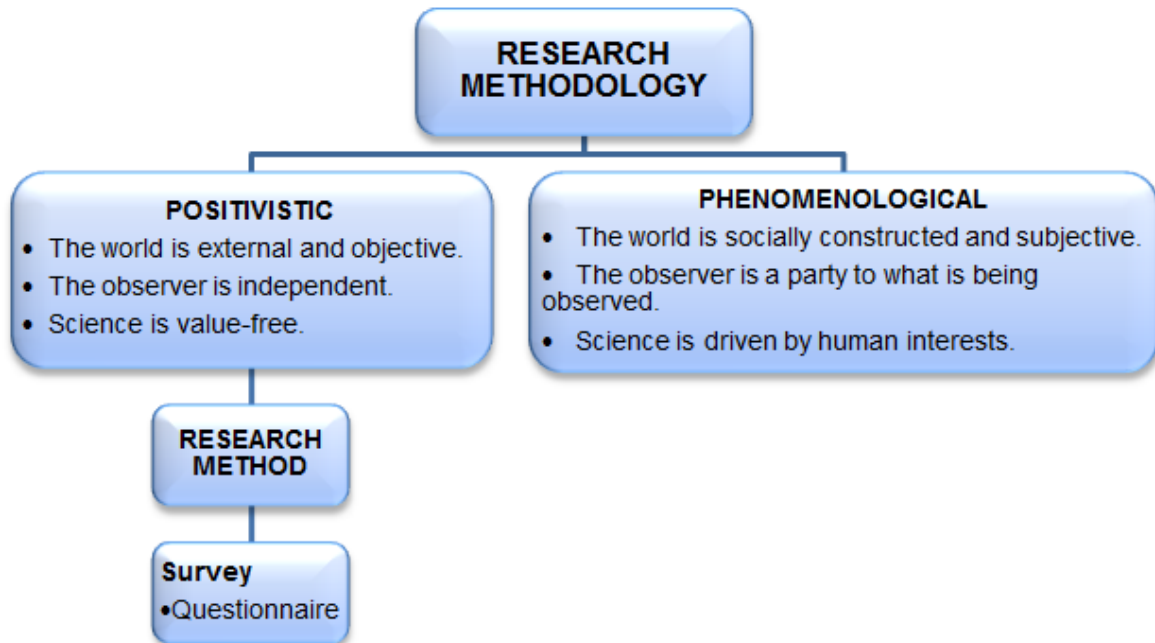 RESEARCH
METHODOLOGY
POSITIVISTIC
• The world is external and objective.
• The observer is independent.
• Science is value-free.
PHENOMENOLOGICAL
• The world is socially constructed and subjective.
• The observer is a party to what is being
observed.
• Science is driven by human interests.
RESEARCH
METHOD
Survey
•Questionnaire